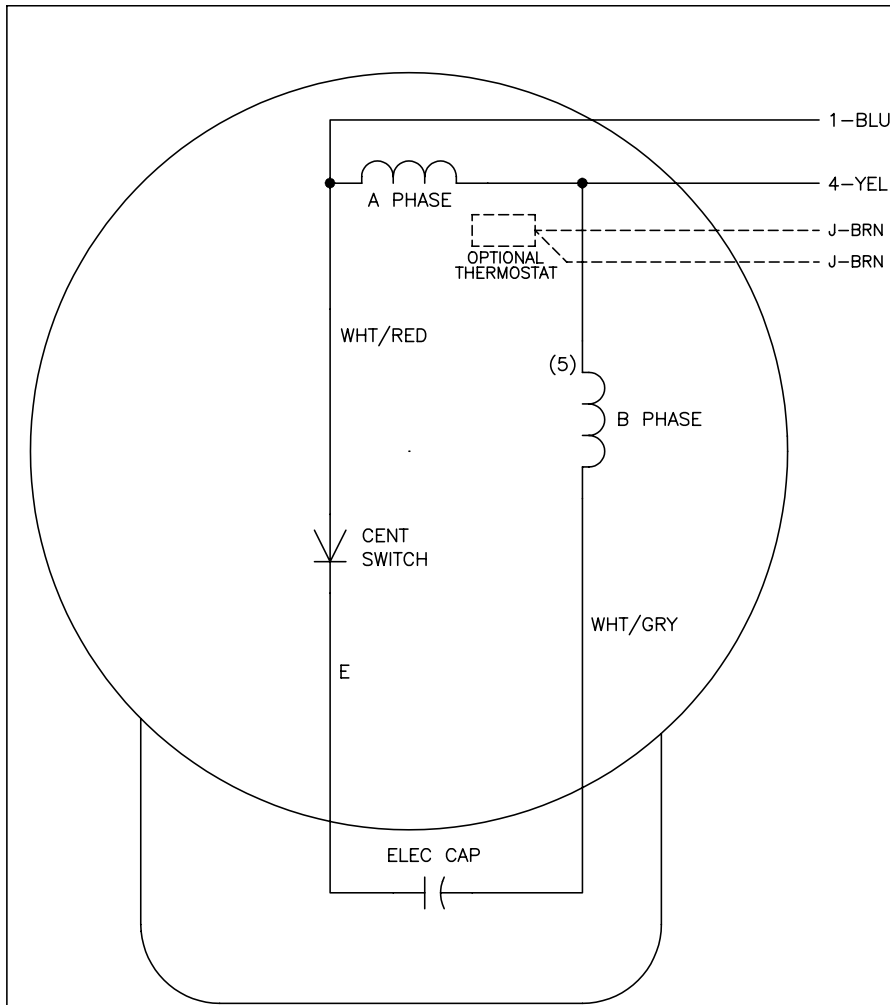 1-BLU
A PHASE
4-YEL
J-BRN
OPTIONAL
THERMOSTAT
J-BRN
WHT/RED
(5)
B PHASE
CENT
SWITCH
WHT/GRY
E
ELEC CAP